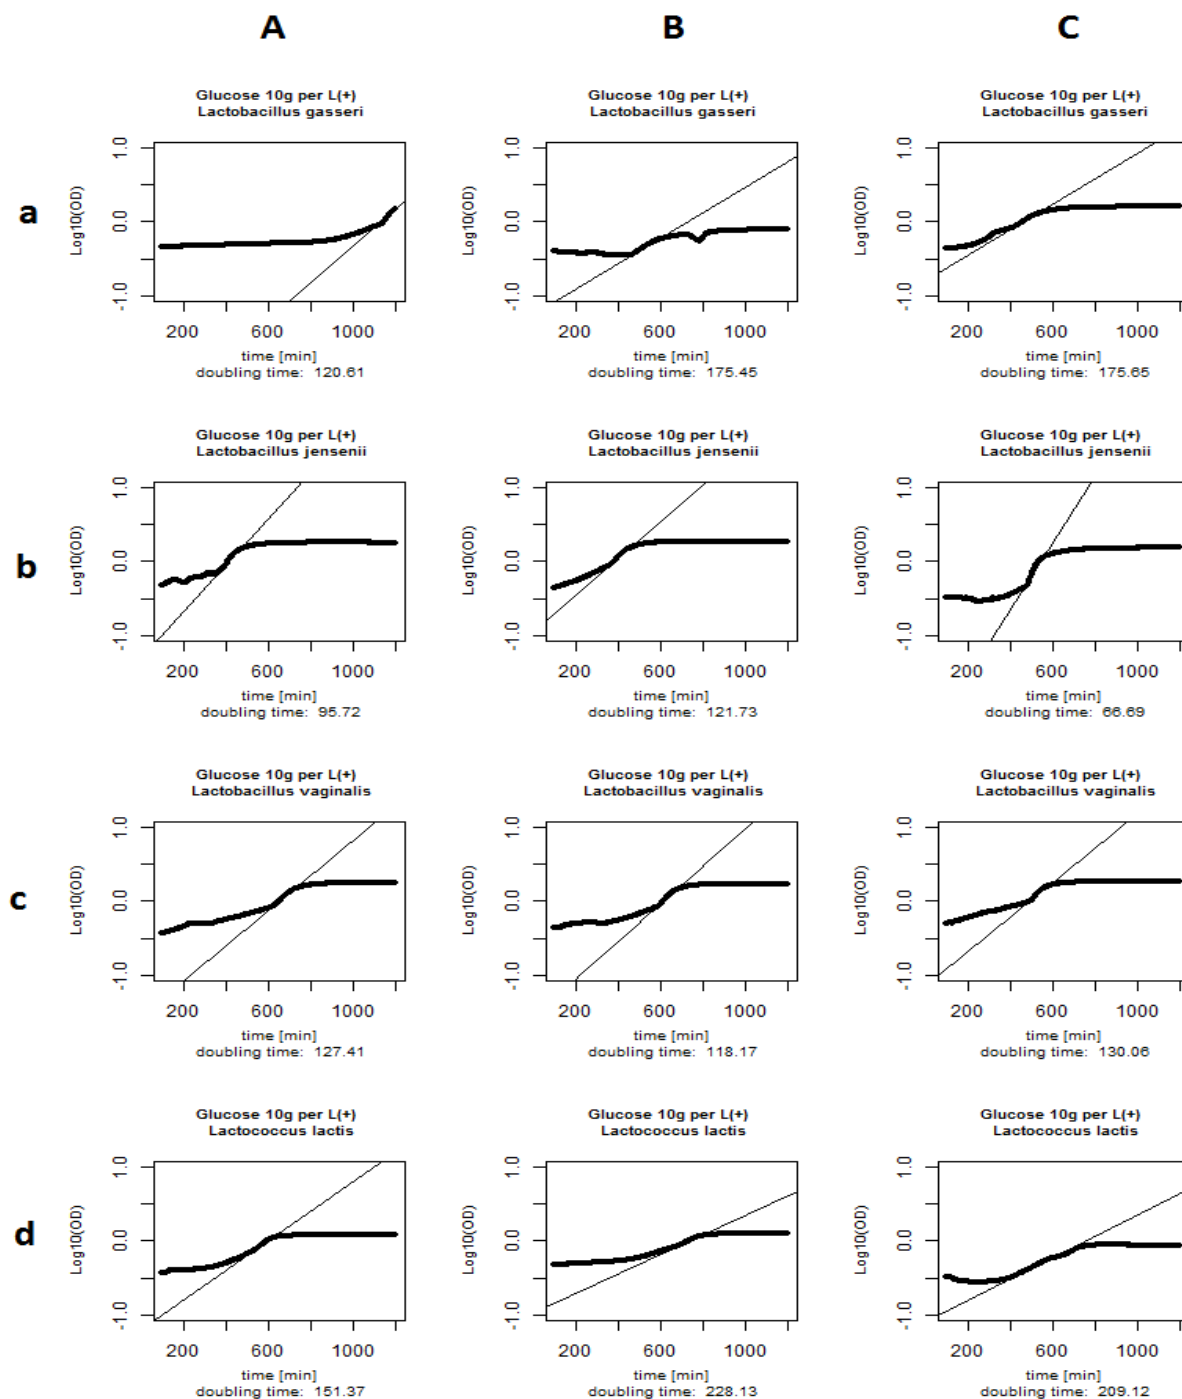 A B C
a
Glucose 10g per L(+)
Lactobacillus gasseri
Log10(OD)
1.0
0.0
-1.0
200 600 1000
time [min]
doubling time: 120.61
Glucose 10g per L(+)
Lactobacillus gasseri
Log10(OD)
1.0
0.0
-1.0
200 600 1000
time [min]
doubling time: 175.45
Glucose 10g per L(+)
Lactobacillus gasseri
Log10(OD)
1.0
0.0
-1.0
200 600 1000
time [min]
doubling time: 175.65
b
Glucose 10g per L(+)
Lactobacillus jensenii
Log10(OD)
1.0
0.0
-1.0
200 600 1000
time [min]
doubling time: 95.72
Glucose 10g per L(+)
Lactobacillus jensenii
Log10(OD)
1.0
0.0
-1.0
200 600 1000
time [min]
doubling time: 121.73
Glucose 10g per L(+)
Lactobacillus jensenii
Log10(OD)
1.0
0.0
-1.0
200 600 1000
time [min]
doubling time: 66.69
c
Glucose 10g per L(+)
Lactobacillus vaginalis
Log10(OD)
1.0
0.0
-1.0
200 600 1000
time [min]
doubling time: 127.41
Glucose 10g per L(+)
Lactobacillus vaginalis
Log10(OD)
1.0
0.0
-1.0
200 600 1000
time [min]
doubling time: 118.17
Glucose 10g per L(+)
Lactobacillus vaginalis
Log10(OD)
1.0
0.0
-1.0
200 600 1000
time [min]
doubling time: 130.06
d
Glucose 10g per L(+)
Lactococcus lactis
Log10(OD)
1.0
0.0
-1.0
200 600 1000
time [min]
doubling time: 151.37
Glucose 10g per L(+)
Lactococcus lactis
Log10(OD)
1.0
0.0
-1.0
200 600 1000
time [min]
doubling time: 228.13
Glucose 10g per L(+)
Lactococcus lactis
Log10(OD)
1.0
0.0
-1.0
200 600 1000
time [min]
doubling time: 209.12